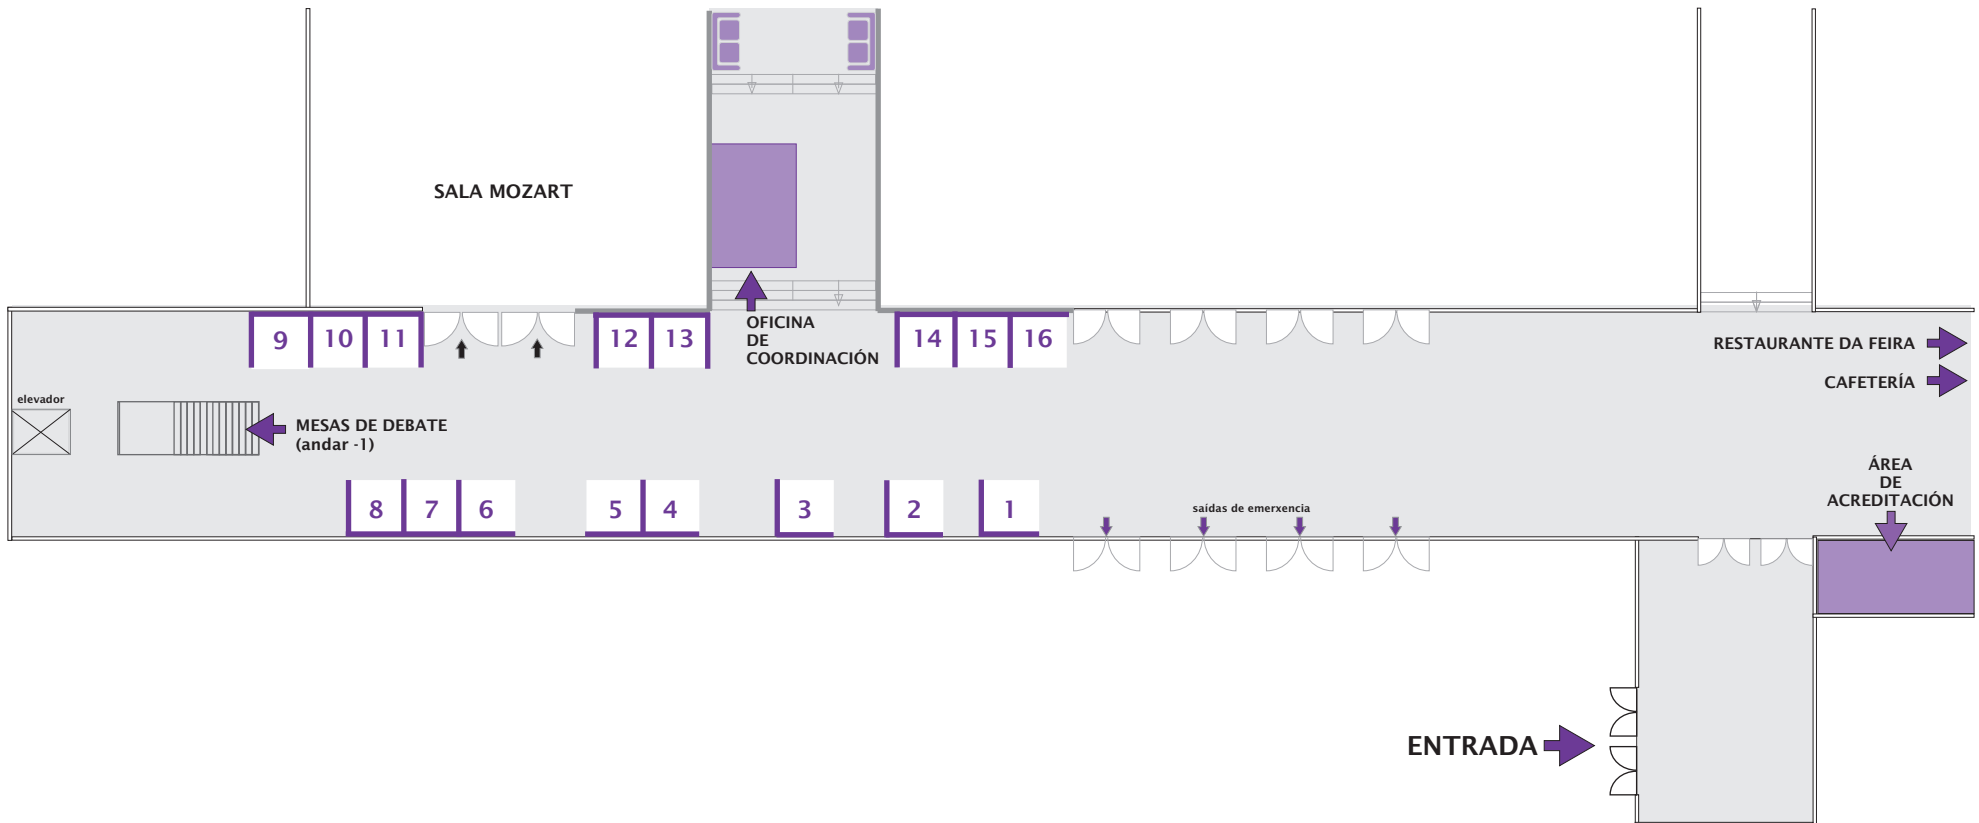 SALA MOZART
OFICINA
DE
COORDINACIÓN
9 10 11 12 13 14 15 16
RESTAURANTE DA FEIRA
CAFETERÍA
elevador
MESAS DE DEBATE
(andar -1)
8 7 6 5 4 3 2 1
saídas de emerxencia
ÁREA
DE
ACREDITACIÓN
ENTRADA